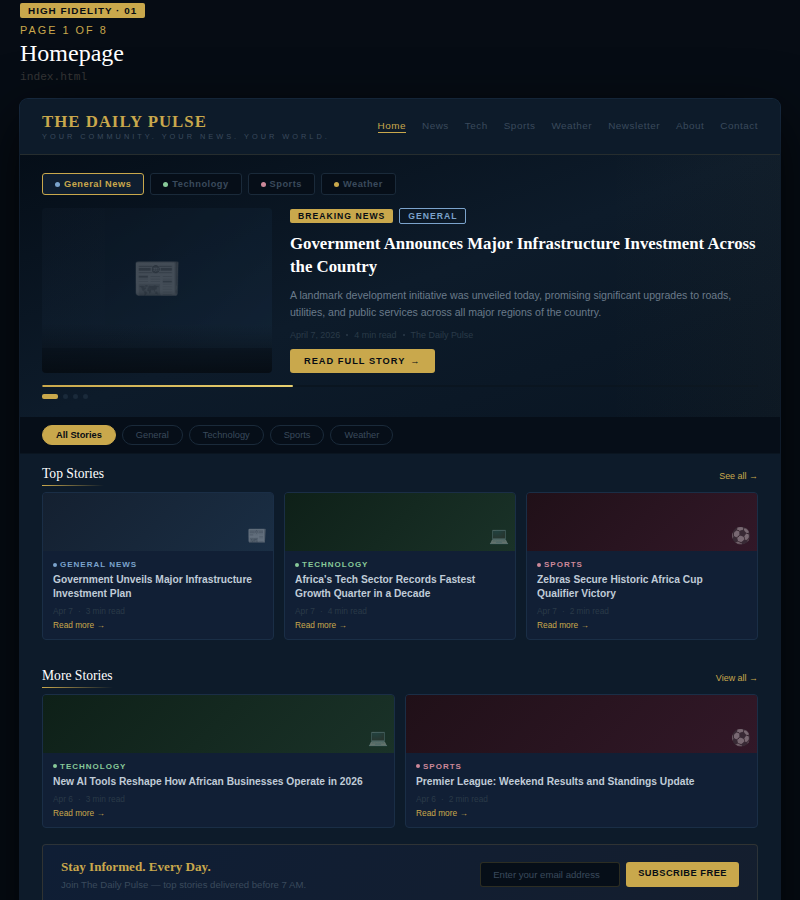 HIGH FIDELITY · 01
PAGE 1 OF 8
Homepage
index.html
THE DAILY PULSE
YOUR COMMUNITY. YOUR NEWS. YOUR WORLD.
Home News Tech Sports Weather Newsletter About Contact
General News Technology Sports Weather
BREAKING NEWS GENERAL
Government Announces Major Infrastructure Investment Across
the Country
A landmark development initiative was unveiled today, promising significant upgrades to roads,
utilities, and public services across all major regions of the country.
April 7, 2026 • 4 min read • The Daily Pulse
READ FULL STORY →
All Stories General Technology Sports Weather
Top Stories See all →
GENERAL NEWS
Government Unveils Major Infrastructure
Investment Plan
Apr 7 · 3 min read
Read more →
TECHNOLOGY
Africa's Tech Sector Records Fastest
Growth Quarter in a Decade
Apr 7 · 4 min read
Read more →
SPORTS
Zebras Secure Historic Africa Cup
Qualifier Victory
Apr 7 · 2 min read
Read more →
More Stories View all →
TECHNOLOGY
New AI Tools Reshape How African Businesses Operate in 2026
Apr 6 · 3 min read
Read more →
SPORTS
Premier League: Weekend Results and Standings Update
Apr 6 · 2 min read
Read more →
Stay Informed. Every Day.
Join The Daily Pulse — top stories delivered before 7 AM.
Enter your email address SUBSCRIBE FREE